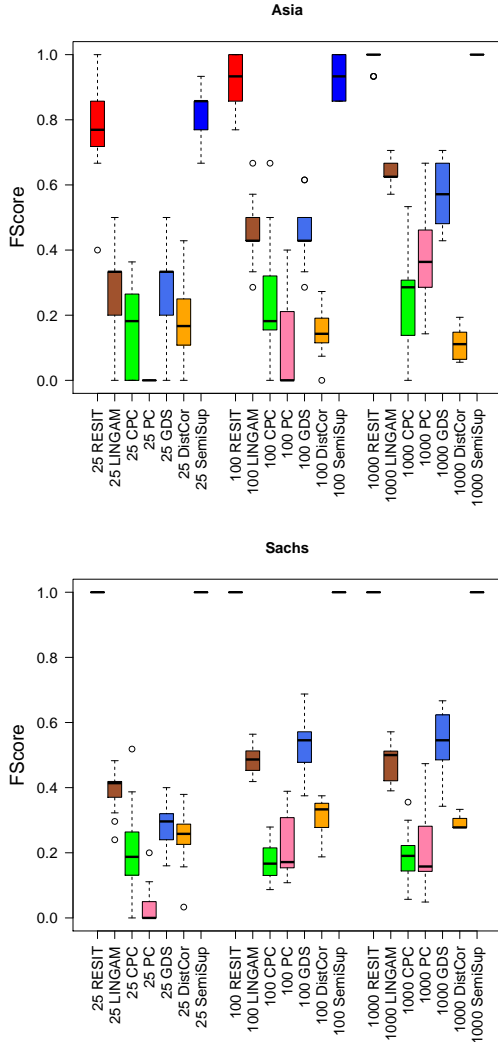 Asia
FScore
1.0
0.8
0.6
0.4
0.2
0.0
25 RESIT
25 LINGAM
25 CPC
25 PC
25 GDS
25 DistCor
25 SemiSup
100 RESIT
100 LINGAM
100 CPC
100 PC
100 GDS
100 DistCor
100 SemiSup
1000 RESIT
1000 LINGAM
1000 CPC
1000 PC
1000 GDS
1000 DistCor
1000 SemiSup
Sachs
FScore
1.0
0.8
0.6
0.4
0.2
0.0
25 RESIT
25 LINGAM
25 CPC
25 PC
25 GDS
25 DistCor
25 SemiSup
100 RESIT
100 LINGAM
100 CPC
100 PC
100 GDS
100 DistCor
100 SemiSup
1000 RESIT
1000 LINGAM
1000 CPC
1000 PC
1000 GDS
1000 DistCor
1000 SemiSup